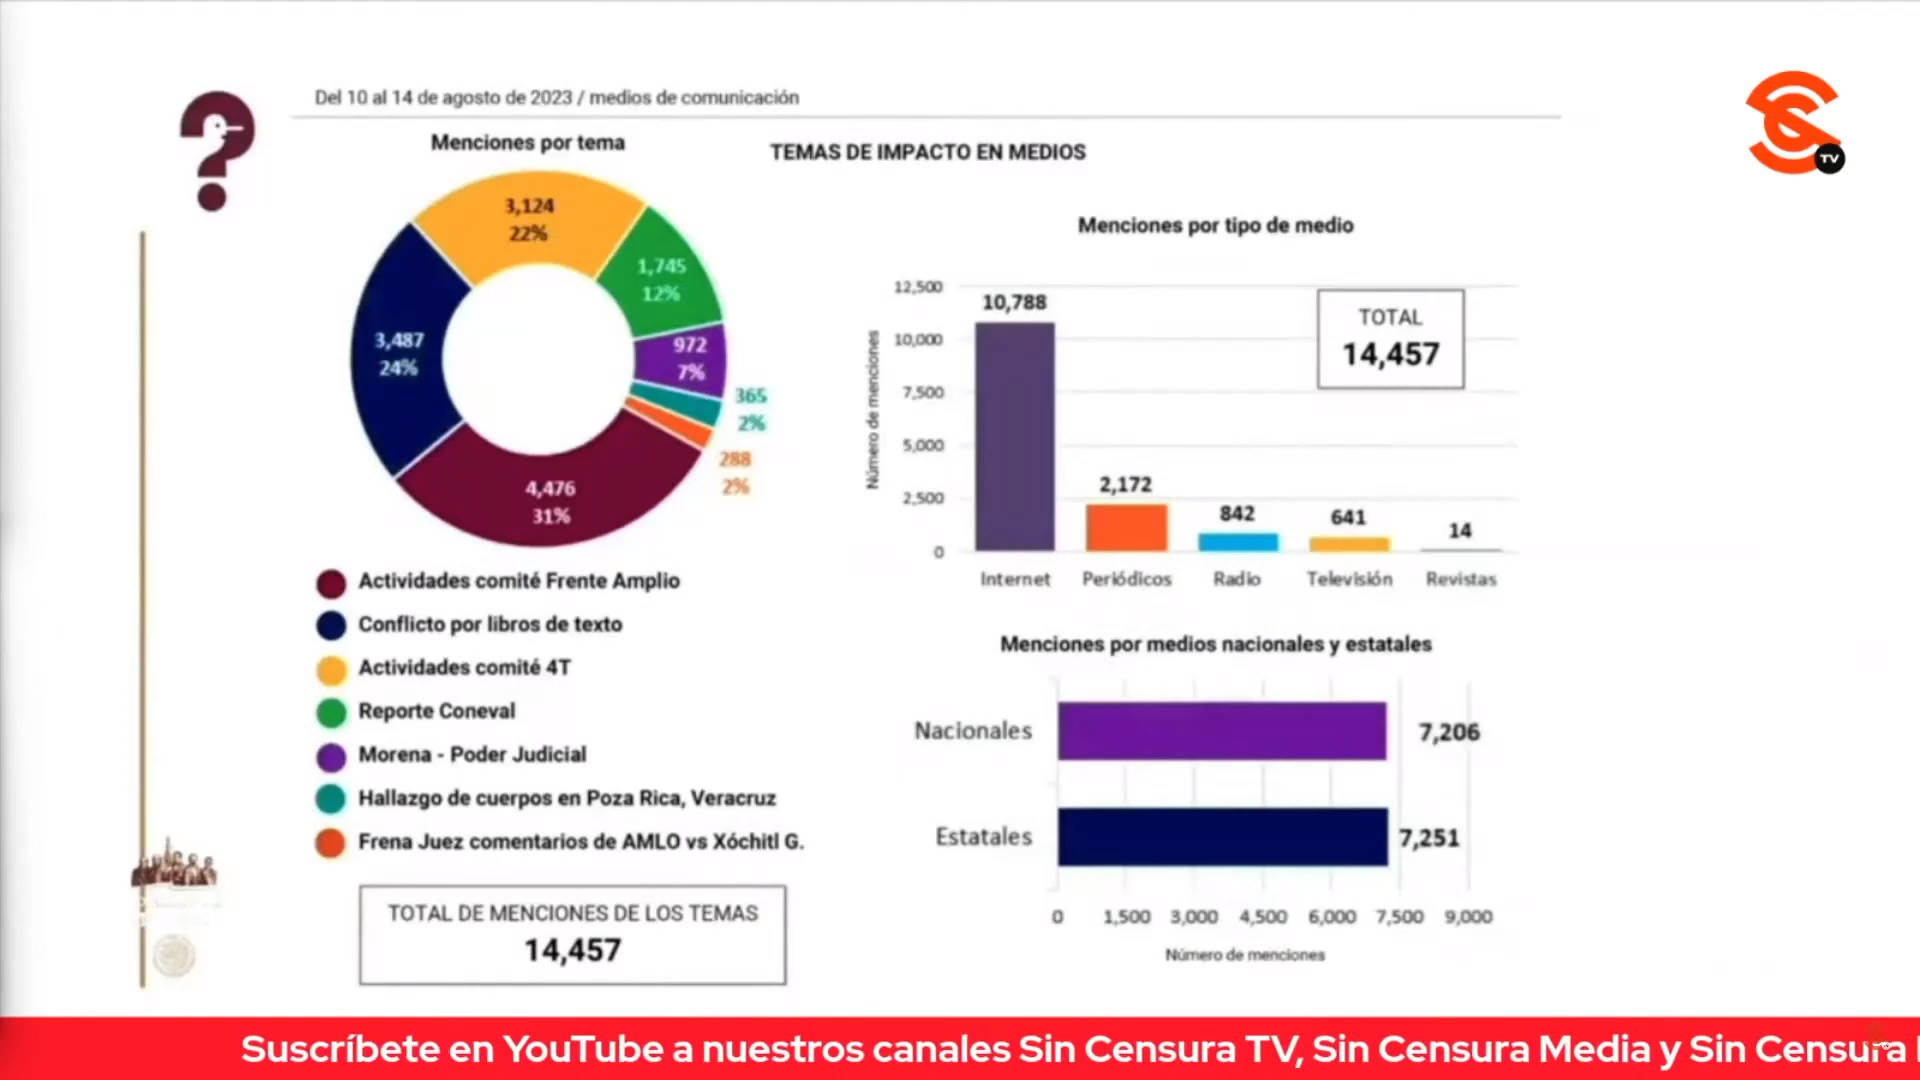 Del 10 al 14 de agosto de 2023 / medios de comunicación
Menciones por tema
TEMAS DE IMPACTO EN MEDIOS
3,124
22%
1,745
12%
972
7%
365
2%
288
2%
4,476
31%
3,487
24%
Actividades comité Frente Amplio
Conflicto por libros de texto
Actividades comité 4T
Reporte Coneval
Morena - Poder Judicial
Hallazgo de cuerpos en Poza Rica, Veracruz
Frena Juez comentarios de AMLO vs Xóchitl G.
TOTAL DE MENCIONES DE LOS TEMAS
14,457
Menciones por tipo de medio
Número de menciones
12,500
10,000
7,500
5,000
2,500
0
10,788
2,172
842
641
14
TOTAL
14,457
Internet Periódicos Radio Televisión Revistas
Menciones por medios nacionales y estatales
Nacionales 7,206
Estatales 7,251
0 1,500 3,000 4,500 6,000 7,500 9,000
Número de menciones
TV
Suscríbete en YouTube a nuestros canales Sin Censura TV, Sin Censura Media y Sin Censura